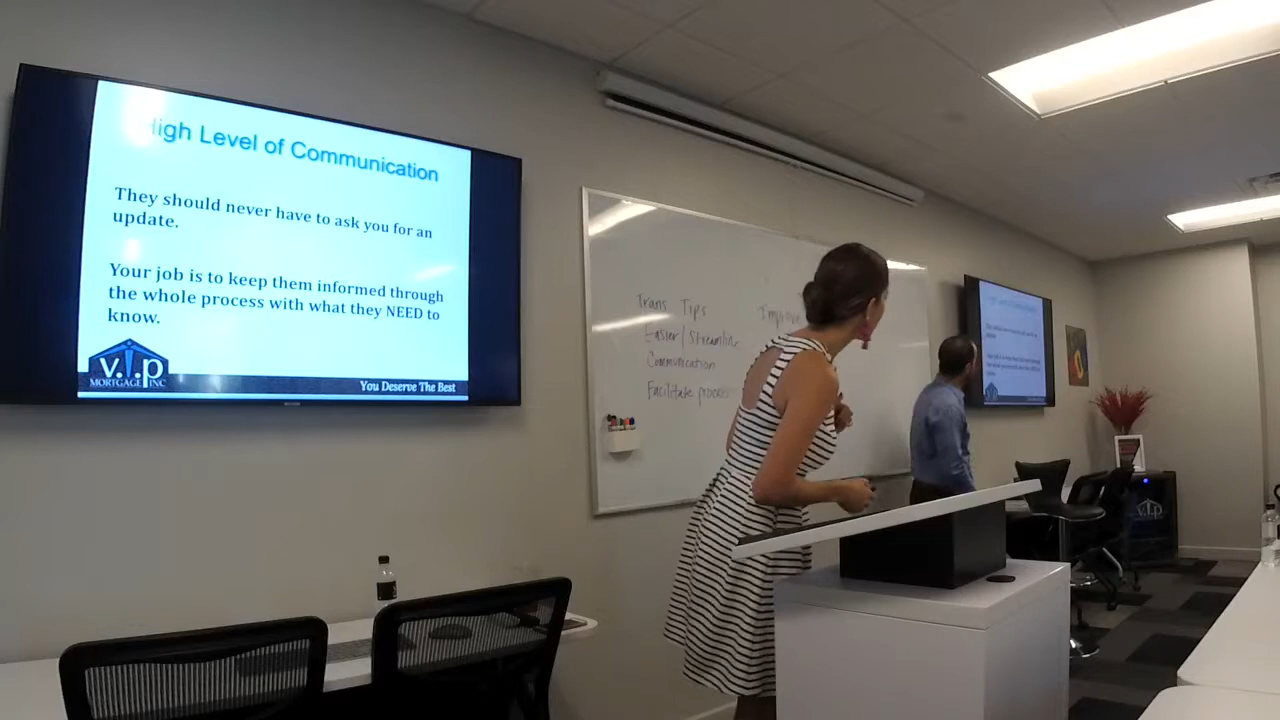 High Level of Communication
They should never have to ask you for an
update.
Your job is to keep them informed through
the whole process with what they NEED to
know.
v.i.p
MORTGAGE INC
You Deserve The Best
Trans Tips
Improve
Easier/Streamline
Communication
Facilitate process
v.i.p